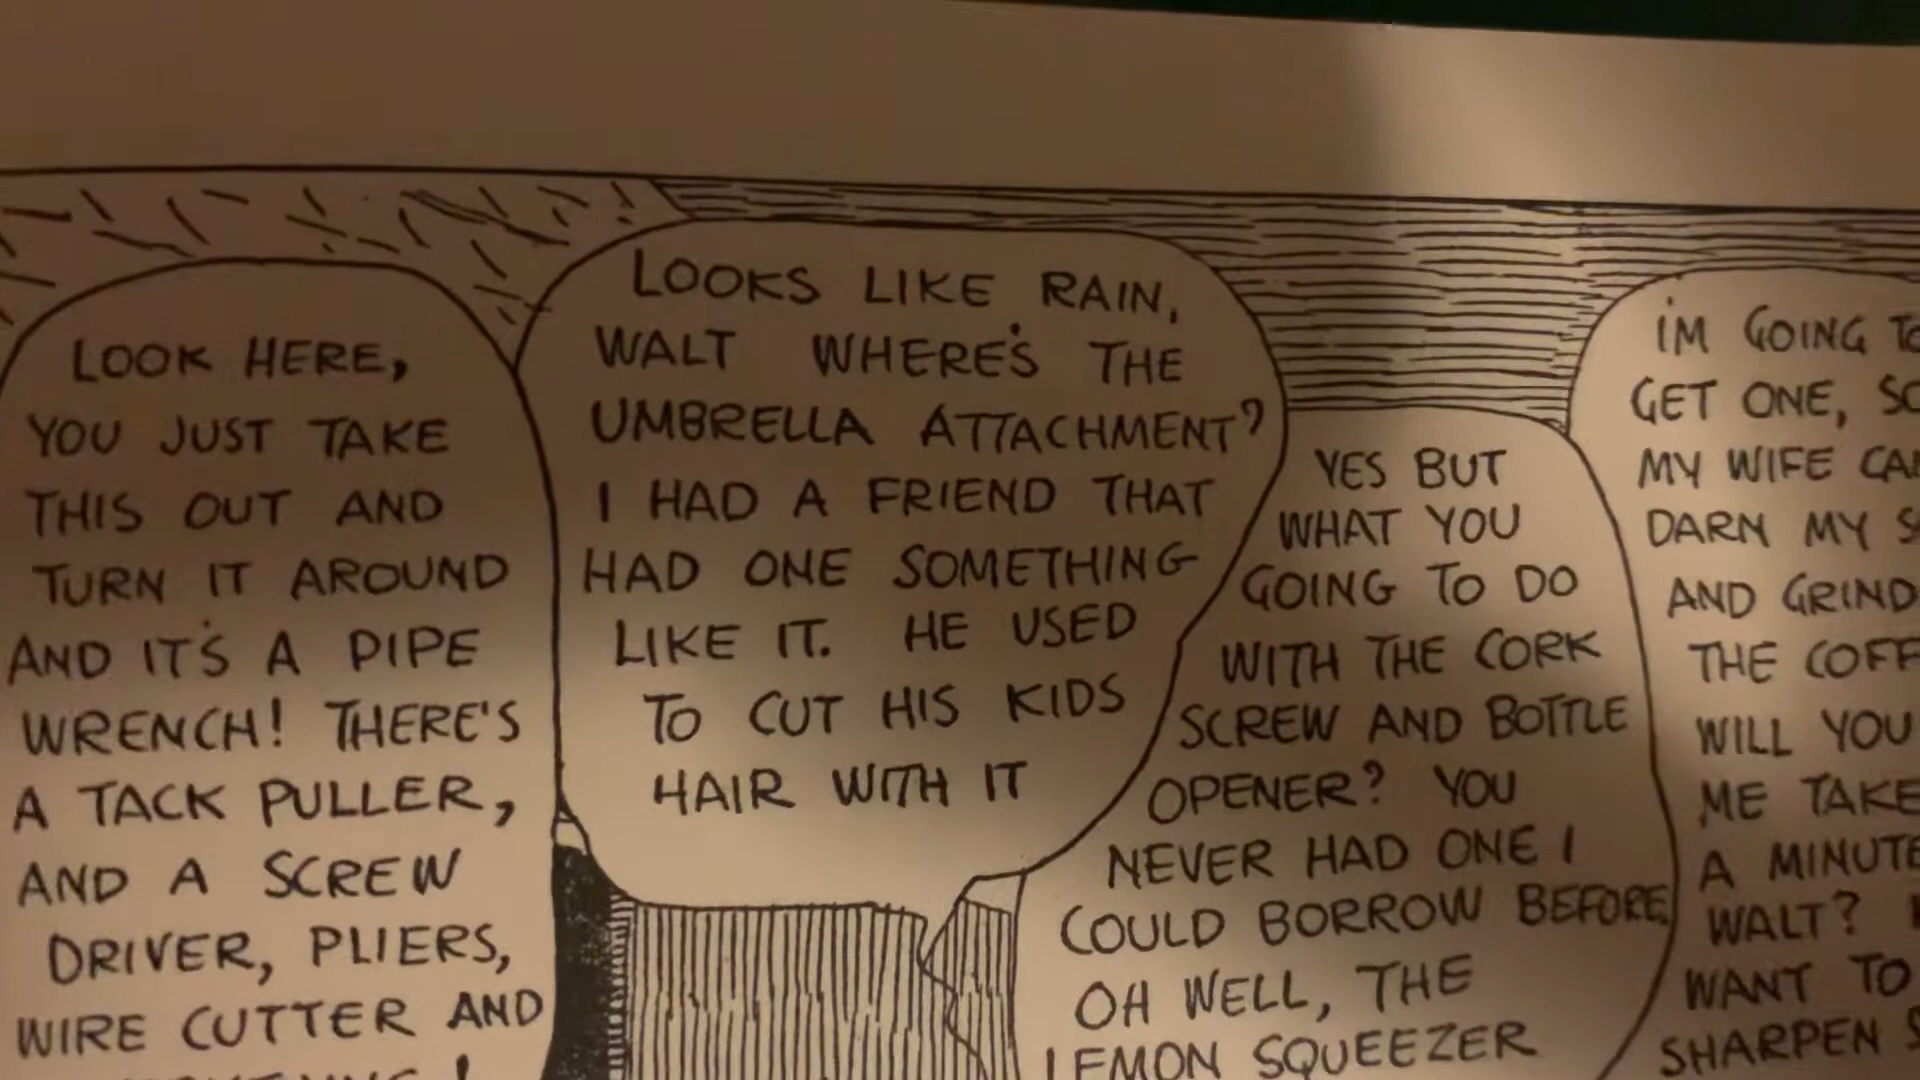 LOOK HERE,
YOU JUST TAKE
THIS OUT AND
TURN IT AROUND
AND IT'S A PIPE
WRENCH! THERE'S
A TACK PULLER,
AND A SCREW
DRIVER, PLIERS,
WIRE CUTTER AND
LOOKS LIKE RAIN,
WALT WHERE'S THE
UMBRELLA ATTACHMENT?
I HAD A FRIEND THAT
HAD ONE SOMETHING
LIKE IT. HE USED
TO CUT HIS KIDS
HAIR WITH IT
YES BUT
WHAT YOU
GOING TO DO
WITH THE CORK
SCREW AND BOTTLE
OPENER? YOU
NEVER HAD ONE I
COULD BORROW BEFORE
OH WELL, THE
LEMON SQUEEZER
I'M GOING TO
GET ONE, SO
MY WIFE
DARN MY
AND GRIND
THE
WILL YOU
ME TAKE
A MINUTE
WALT?
WANT TO
SHARPEN